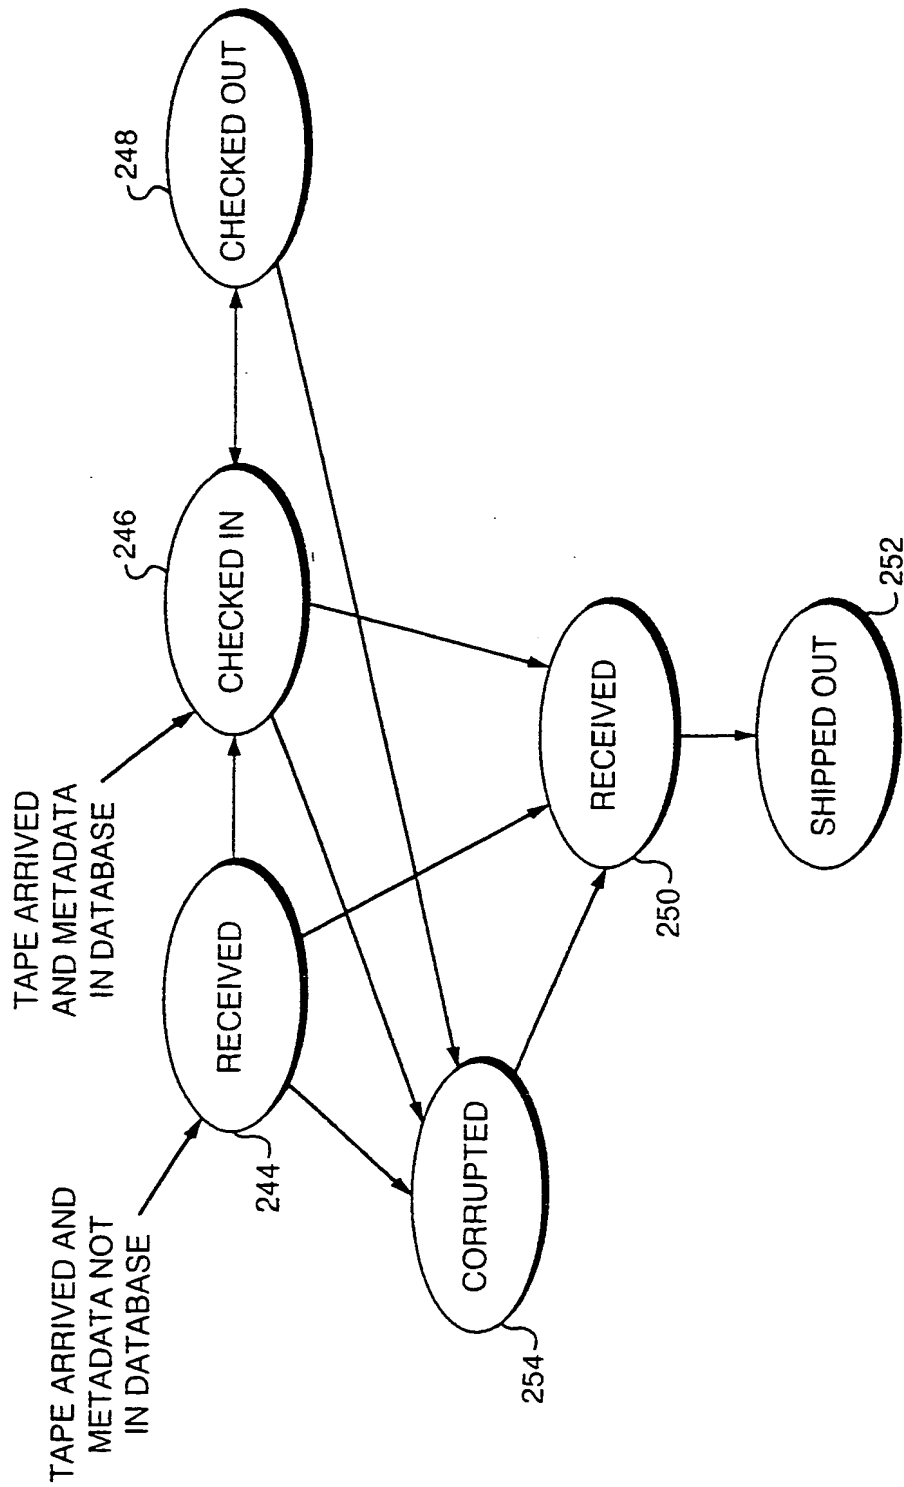 TAPE ARRIVED AND
METADATA NOT
IN DATABASE
TAPE ARRIVED
AND METADATA
IN DATABASE
244
RECEIVED
246
CHECKED IN
248
CHECKED OUT
254
CORRUPTED
250
RECEIVED
252
SHIPPED OUT